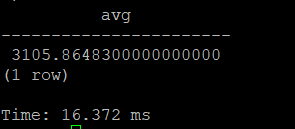 avg
-----------------------
3105.8648300000000000
(1 row)
Time: 16.372 ms